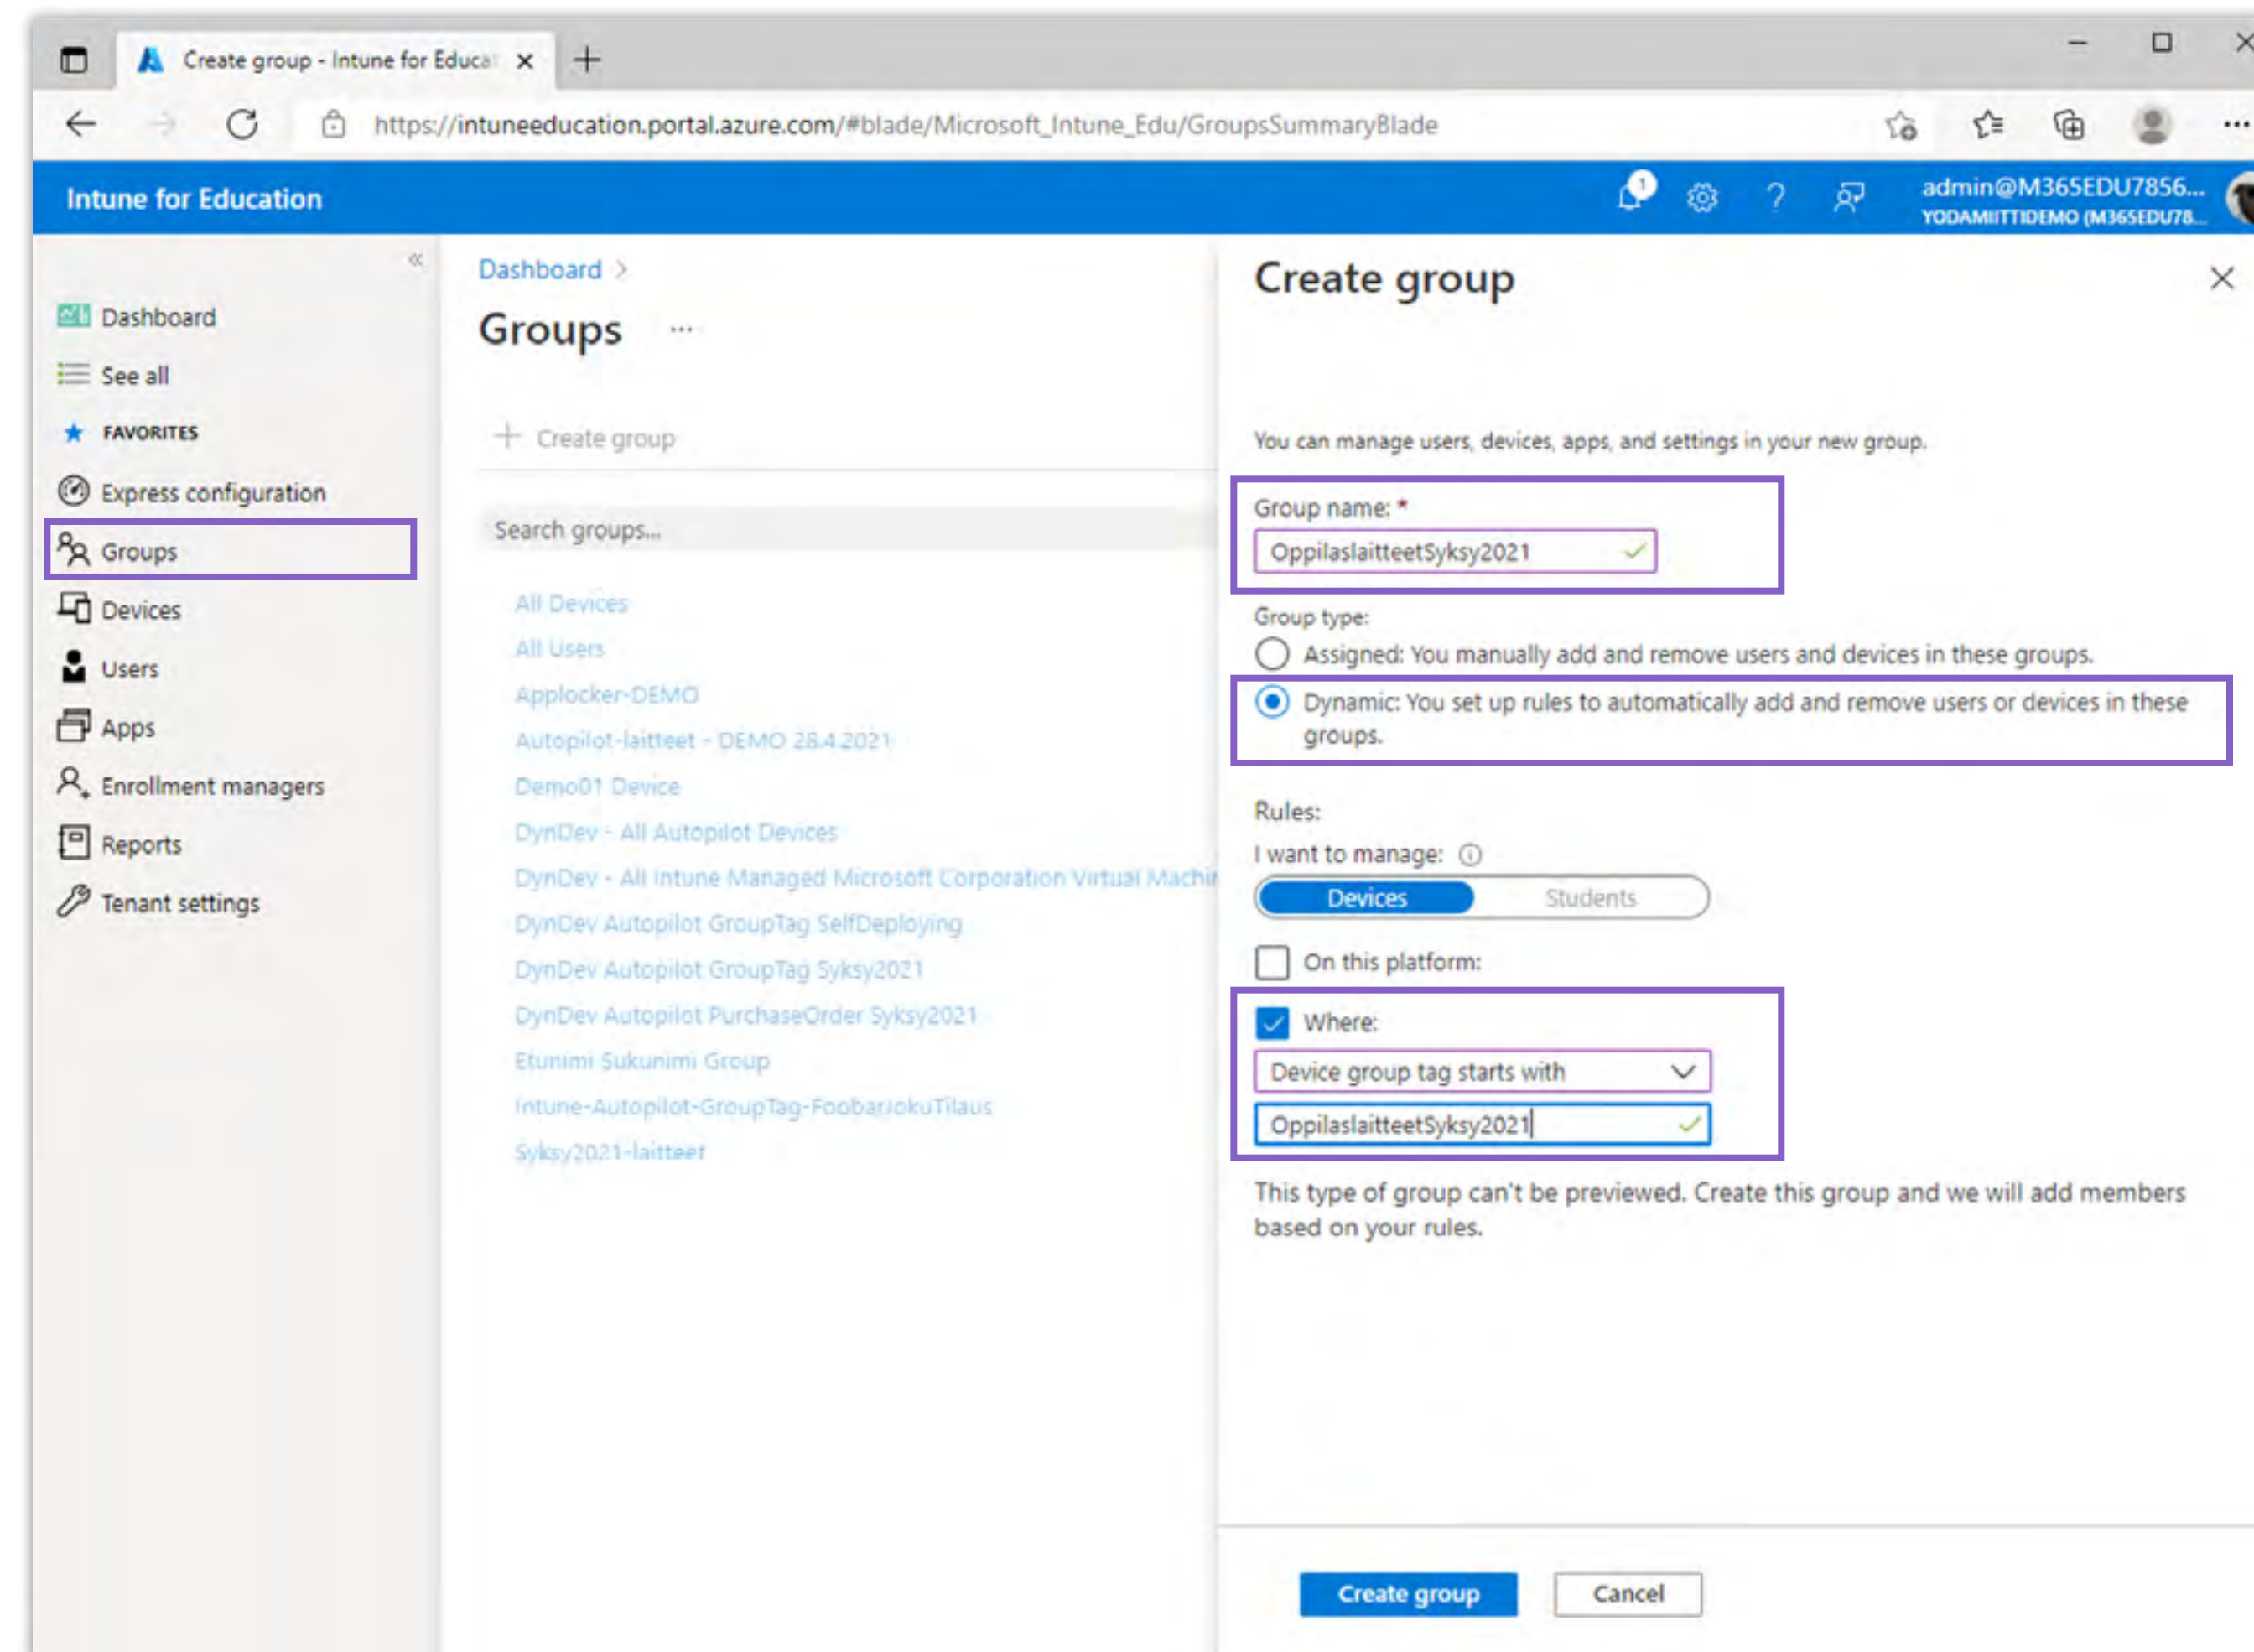 Create group - Intune for Educat
https://intuneeducation.portal.azure.com/#blade/Microsoft_Intune_Edu/GroupsSummaryBlade
Intune for Education
1
admin@M365EDU7856...
YODAMIITTIDEMO (M365EDU78...
Dashboard
See all
FAVORITES
Express configuration
Groups
Devices
Users
Apps
Enrollment managers
Reports
Tenant settings
Dashboard >
Groups ...
+ Create group
Search groups...
All Devices
All Users
Applocker-DEMO
Autopilot-laitteet - DEMO 28.4.2021
Demo01 Device
DynDev - All Autopilot Devices
DynDev - All Intune Managed Microsoft Corporation Virtual Machin
DynDev Autopilot GroupTag SelfDeploying
DynDev Autopilot GroupTag Syksy2021
DynDev Autopilot PurchaseOrder Syksy2021
Etunimi Sukunimi Group
Intune-Autopilot-GroupTag-FoobarJokuTilaus
Syksy2021-laitteet
Create group
You can manage users, devices, apps, and settings in your new group.
Group name: *
OppilaslaitteetSyksy2021
Group type:
Assigned: You manually add and remove users and devices in these groups.
Dynamic: You set up rules to automatically add and remove users or devices in these
groups.
Rules:
I want to manage:
Devices Students
On this platform:
Where:
Device group tag starts with
OppilaslaitteetSyksy2021
This type of group can't be previewed. Create this group and we will add members
based on your rules.
Create group Cancel